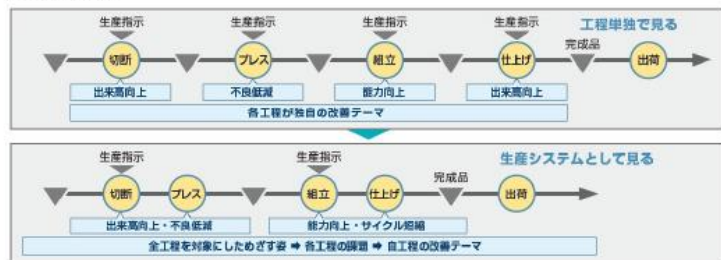 工程単独で見る
生産指示 生産指示 生産指示 生産指示
完成品
切断 プレス 組立 仕上げ 出荷
出来高向上 不良低減 能力向上 出来高向上
各工程が独自の改善テーマ
生産システムとして見る
生産指示 生産指示
完成品
切断 プレス 組立 仕上げ 出荷
出来高向上・不良低減 能力向上・サイクル短縮
全工程を対象にしためざす姿 ➡ 各工程の課題 ➡ 自工程の改善テーマ